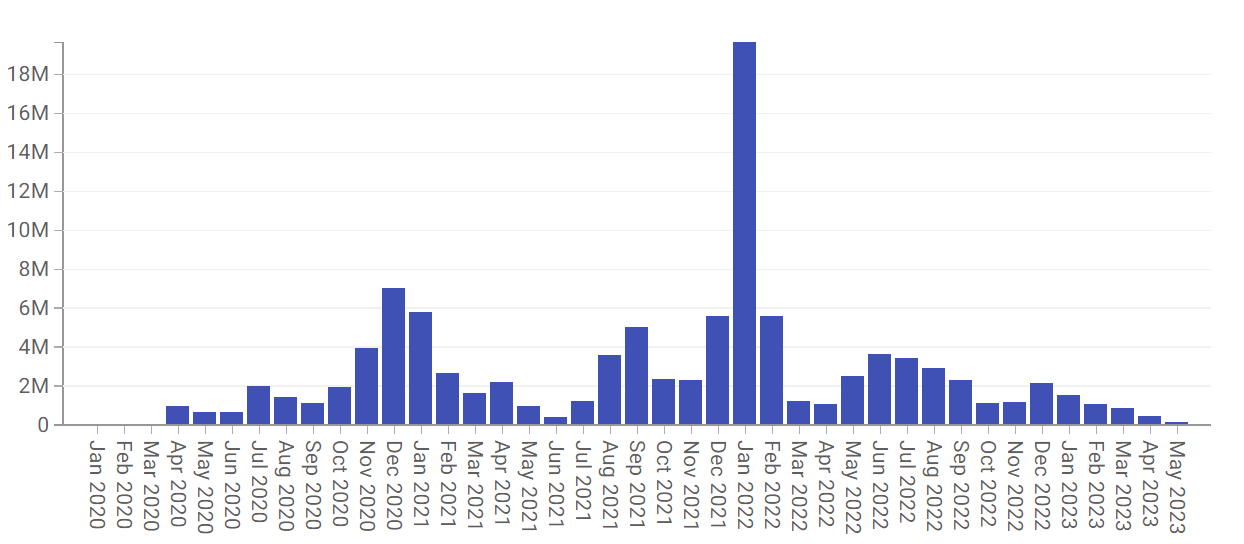 18M
16M
14M
12M
10M
8M
6M
4M
2M
0
Jan 2020
Feb 2020
Mar 2020
Apr 2020
May 2020
Jun 2020
Jul 2020
Aug 2020
Sep 2020
Oct 2020
Nov 2020
Dec 2020
Jan 2021
Feb 2021
Mar 2021
Apr 2021
May 2021
Jun 2021
Jul 2021
Aug 2021
Sep 2021
Oct 2021
Nov 2021
Dec 2021
Jan 2022
Feb 2022
Mar 2022
Apr 2022
May 2022
Jun 2022
Jul 2022
Aug 2022
Sep 2022
Oct 2022
Nov 2022
Dec 2022
Jan 2023
Feb 2023
Mar 2023
Apr 2023
May 2023